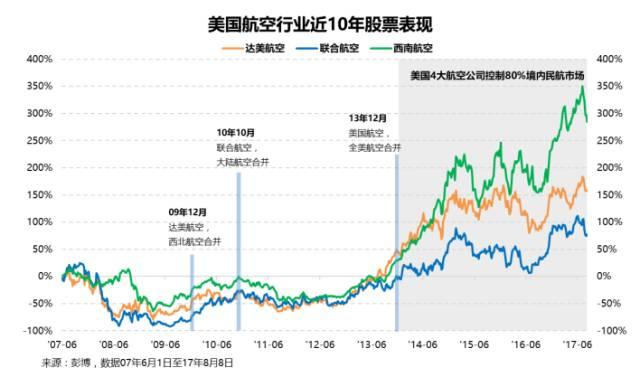 美国航空行业近10年股票表现
达美航空 联合航空 西南航空
400% 400%
350% 350%
300% 300%
250% 250%
200% 200%
150% 150%
100% 100%
50% 50%
0% 0%
-50% -50%
-100% -100%
美国4大航空公司控制80%境内民航市场
13年12月
美国航空,
全美航空合并
10年10月
联合航空,
大陆航空合并
09年12月
达美航空,
西北航空合并
'07-06 '08-06 '09-06 '10-06 '11-06 '12-06 '13-06 '14-06 '15-06 '16-06 '17-06
来源:彭博,数据07年6月1日至17年8月8日